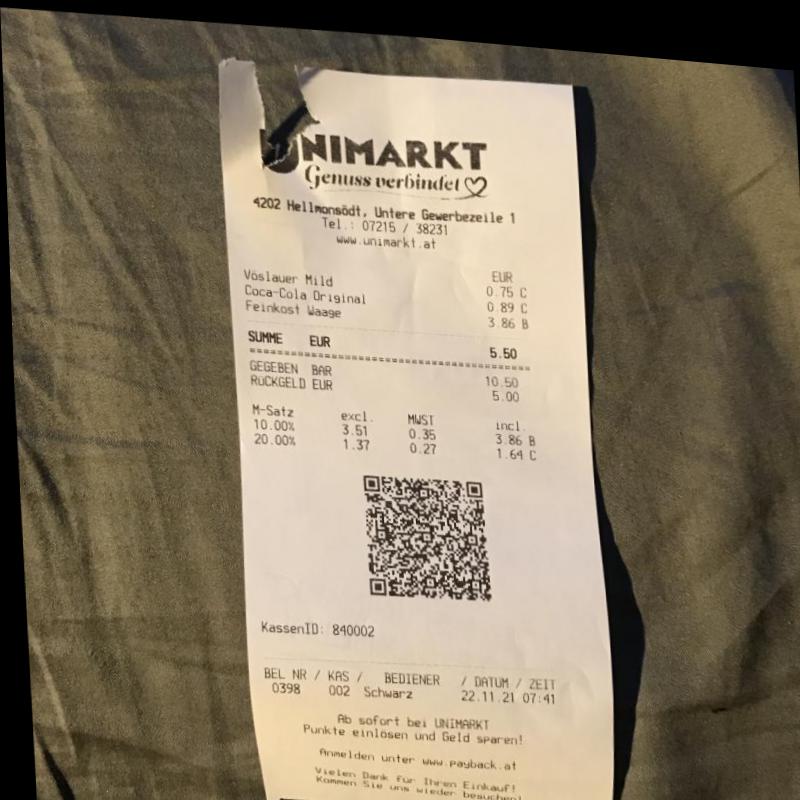 UNIMARKT
Genuss verbindet
4202 Hellmonsödt, Untere Gewerbezeile 1
Tel.: 07215 / 38231
www.unimarkt.at
EUR
Vöslauer Mild 0.75 C
Coca-Cola Original 0.89 C
Feinkost Waage 3.86 B
SUMME EUR 5.50
GEGEBEN BAR 10.50
RüCKGELD EUR 5.00
M-Satz excl. MWST incl.
10.00% 3.51 0.35 3.86 B
20.00% 1.37 0.27 1.64 C
KassenID: 840002
BEL NR / KAS / BEDIENER / DATUM / ZEIT
0398 002 Schwarz 22.11.21 07:41
Ab sofort bei UNIMARKT
Punkte einlösen und Geld sparen!
Anmelden unter www.payback.at
Vielen Dank für Ihren Einkauf!
Kommen Sie uns wieder besuchen!